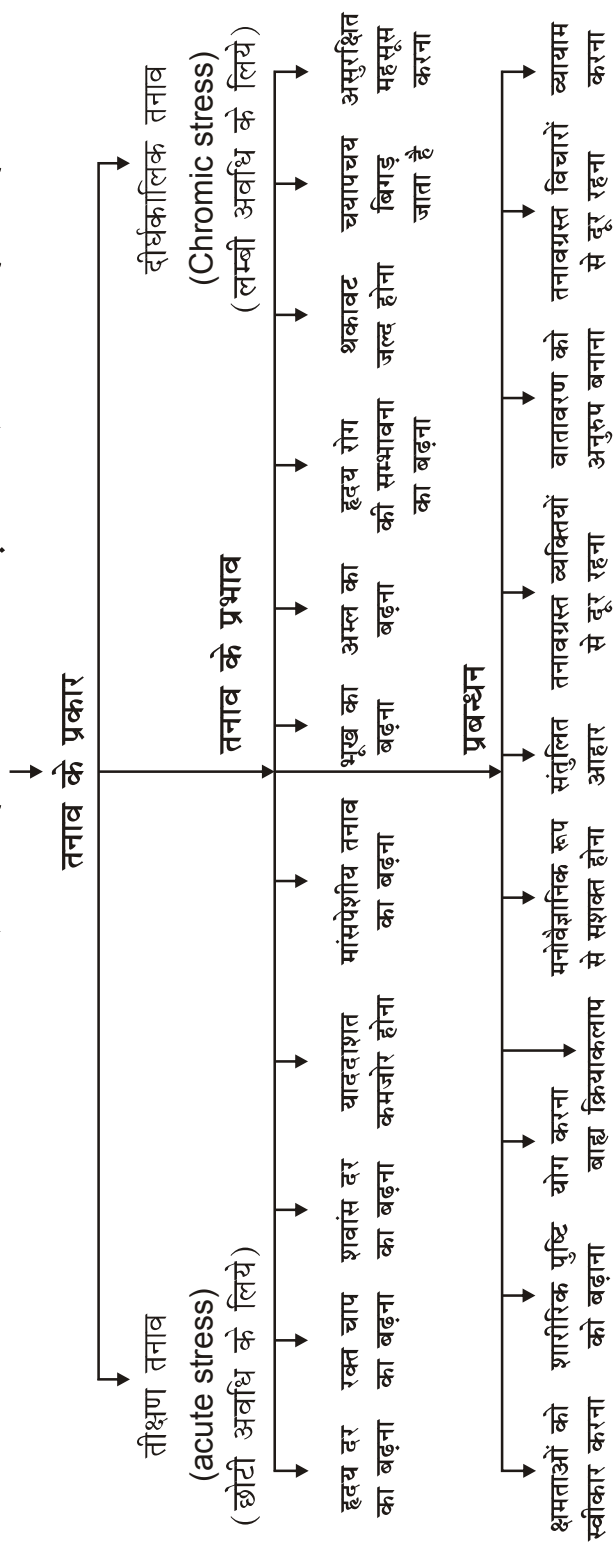 तनाव के प्रकार
तीक्षण तनाव
(acute stress)
(छोटी अवधि के लिये)
दीर्घकालिक तनाव
(Chromic stress)
(लम्बी अवधि के लिये)
तनाव के प्रभाव
हृदय दर
का बढ़ना
रक्त चाप
का बढ़ना
शवांस दर
का बढ़ना
याददाशत
कमजोर होना
मांसपेशीय तनाव
का बढ़ना
भूख का
बढ़ना
अम्ल का
बढ़ना
हृदय रोग
की सम्भावना
का बढ़ना
थकावट
जल्द होना
चयापचय
बिगड़
जाता है
असुरक्षित
महसूस
करना
प्रबन्धन
क्षमताओं को
स्वीकार करना
शारीरिक पुष्टि
को बढ़ाना
योग करना
बाह्य क्रियाकलाप
मनोवैज्ञानिक रूप
से सशक्त होना
संतुलित
आहार
तनावग्रस्त व्यक्तियों
से दूर रहना
वातावरण को
अनुरुप बनाना
तनावग्रस्त विचारों
से दूर रहना
व्यायाम
करना